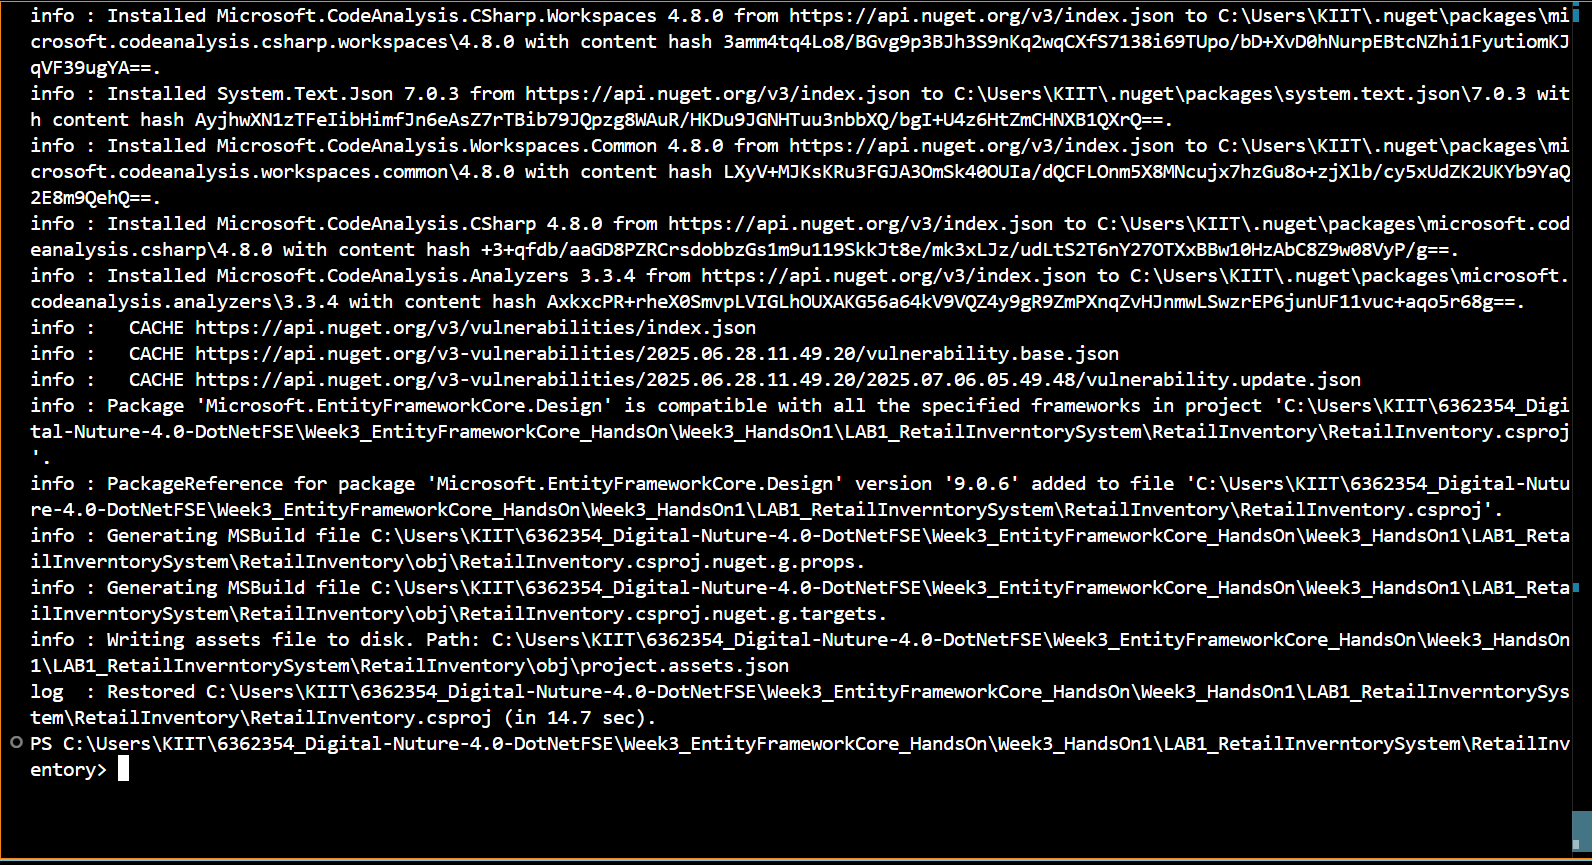 info : Installed Microsoft.CodeAnalysis.CSharp.Workspaces 4.8.0 from https://api.nuget.org/v3/index.json to C:\Users\KIIT\.nuget\packages\mi
crosoft.codeanalysis.csharp.workspaces\4.8.0 with content hash 3amm4tq4Lo8/BGvg9p3BJh3S9nKq2wqCXfS7138i69TUpo/bD+XvD0hNurpEBtcNZhi1FyutiomKJ
qVF39ugYA==.
info : Installed System.Text.Json 7.0.3 from https://api.nuget.org/v3/index.json to C:\Users\KIIT\.nuget\packages\system.text.json\7.0.3 wit
h content hash AyjhwXN1zTFeIibHimfJn6eAsZ7rTBib79JQpzg8WAuR/HKDu9JGNHTuu3nbbXQ/bgI+U4z6HtZmCHNXB1QXrQ==.
info : Installed Microsoft.CodeAnalysis.Workspaces.Common 4.8.0 from https://api.nuget.org/v3/index.json to C:\Users\KIIT\.nuget\packages\mi
crosoft.codeanalysis.workspaces.common\4.8.0 with content hash LXyV+MJKsKRu3FGJA3OmSk40OUIa/dQCFLOnm5X8MNcujx7hzGu8o+zjXlb/cy5xUdZK2UKYb9YaQ
2E8m9QehQ==.
info : Installed Microsoft.CodeAnalysis.CSharp 4.8.0 from https://api.nuget.org/v3/index.json to C:\Users\KIIT\.nuget\packages\microsoft.cod
eanalysis.csharp\4.8.0 with content hash +3+qfdb/aaGD8PZRCrsdobbzGs1m9u119SkkJt8e/mk3xLJz/udLtS2T6nY27OTXxBBw10HzAbC8Z9w08VyP/g==.
info : Installed Microsoft.CodeAnalysis.Analyzers 3.3.4 from https://api.nuget.org/v3/index.json to C:\Users\KIIT\.nuget\packages\microsoft.
codeanalysis.analyzers\3.3.4 with content hash AxkxcPR+rheX0SmvpLVIGLhOUXAKG56a64kV9VQZ4y9gR9ZmPXnqZvHJnmwLSwzrEP6junUF11vuc+aqo5r68g==.
info :   CACHE https://api.nuget.org/v3/vulnerabilities/index.json
info :   CACHE https://api.nuget.org/v3-vulnerabilities/2025.06.28.11.49.20/vulnerability.base.json
info :   CACHE https://api.nuget.org/v3-vulnerabilities/2025.06.28.11.49.20/2025.07.06.05.49.48/vulnerability.update.json
info : Package 'Microsoft.EntityFrameworkCore.Design' is compatible with all the specified frameworks in project 'C:\Users\KIIT\6362354_Digi
tal-Nuture-4.0-DotNetFSE\Week3_EntityFrameworkCore_HandsOn\Week3_HandsOn1\LAB1_RetailInverntorySystem\RetailInventory\RetailInventory.csproj
'.
info : PackageReference for package 'Microsoft.EntityFrameworkCore.Design' version '9.0.6' added to file 'C:\Users\KIIT\6362354_Digital-Nutu
re-4.0-DotNetFSE\Week3_EntityFrameworkCore_HandsOn\Week3_HandsOn1\LAB1_RetailInverntorySystem\RetailInventory\RetailInventory.csproj'.
info : Generating MSBuild file C:\Users\KIIT\6362354_Digital-Nuture-4.0-DotNetFSE\Week3_EntityFrameworkCore_HandsOn\Week3_HandsOn1\LAB1_Reta
ilInverntorySystem\RetailInventory\obj\RetailInventory.csproj.nuget.g.props.
info : Generating MSBuild file C:\Users\KIIT\6362354_Digital-Nuture-4.0-DotNetFSE\Week3_EntityFrameworkCore_HandsOn\Week3_HandsOn1\LAB1_Reta
ilInverntorySystem\RetailInventory\obj\RetailInventory.csproj.nuget.g.targets.
info : Writing assets file to disk. Path: C:\Users\KIIT\6362354_Digital-Nuture-4.0-DotNetFSE\Week3_EntityFrameworkCore_HandsOn\Week3_HandsOn
1\LAB1_RetailInverntorySystem\RetailInventory\obj\project.assets.json
log  : Restored C:\Users\KIIT\6362354_Digital-Nuture-4.0-DotNetFSE\Week3_EntityFrameworkCore_HandsOn\Week3_HandsOn1\LAB1_RetailInverntorySys
tem\RetailInventory\RetailInventory.csproj (in 14.7 sec).
PS C:\Users\KIIT\6362354_Digital-Nuture-4.0-DotNetFSE\Week3_EntityFrameworkCore_HandsOn\Week3_HandsOn1\LAB1_RetailInverntorySystem\RetailInv
entory>